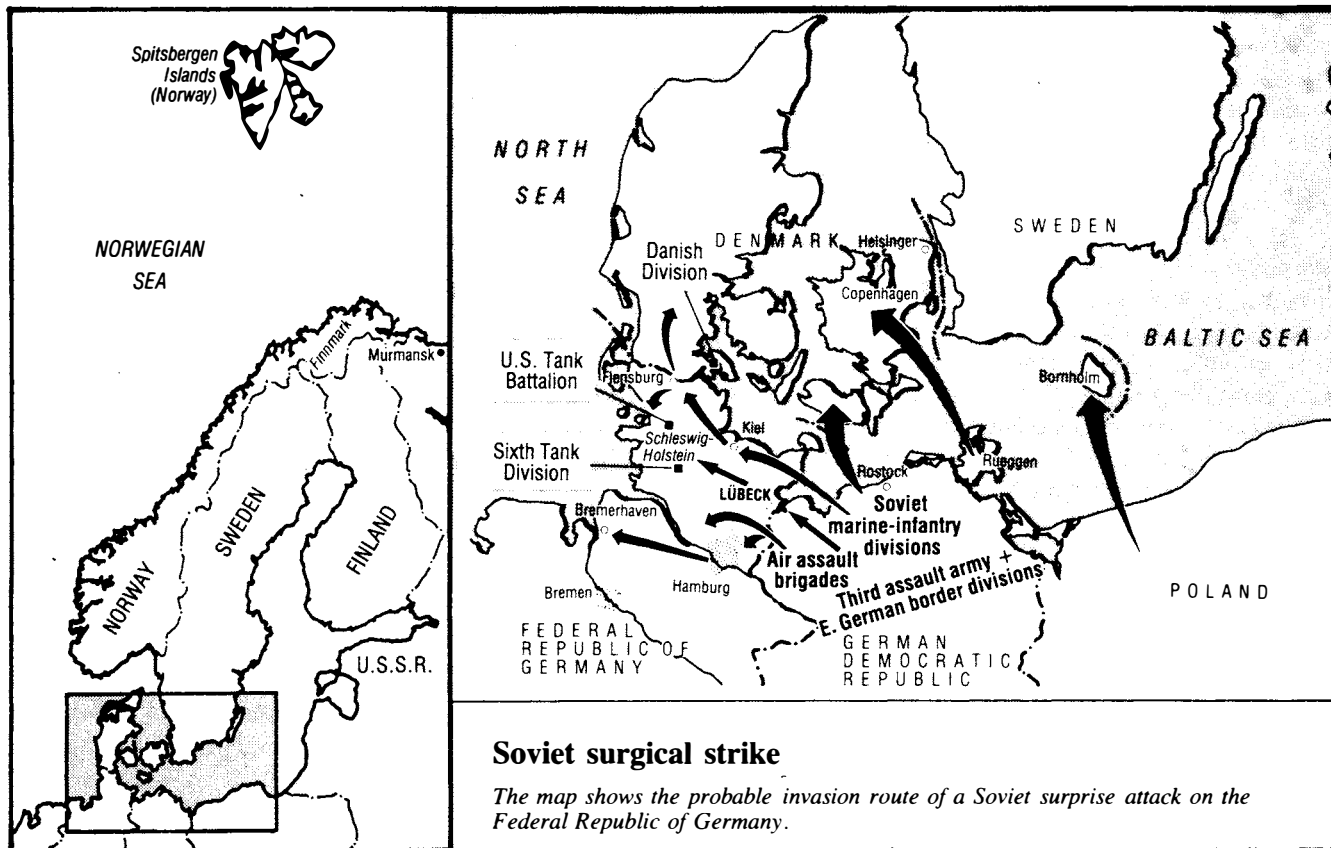 Spitsbergen
Islands
(Norway)
NORWEGIAN
SEA
Finnmark
Murmansk
NORWAY
SWEDEN
FINLAND
U.S.S.R.
NORTH
SEA
DENMARK
Danish
Division
Helsinger
Copenhagen
SWEDEN
BALTIC SEA
Bornholm
U.S. Tank
Battalion
Flensburg
Kiel
Schleswig-
Holstein
Sixth Tank
Division
LÜBECK
Rostock
Rueggen
Bremerhaven
Soviet
marine-infantry
divisions
Air assault
brigades
Third assault army +
E. German border divisions
Hamburg
Bremen
POLAND
FEDERAL
REPUBLIC OF
GERMANY
GERMAN
DEMOCRATIC
REPUBLIC
Soviet surgical strike
The map shows the probable invasion route of a Soviet surprise attack on the
Federal Republic of Germany.